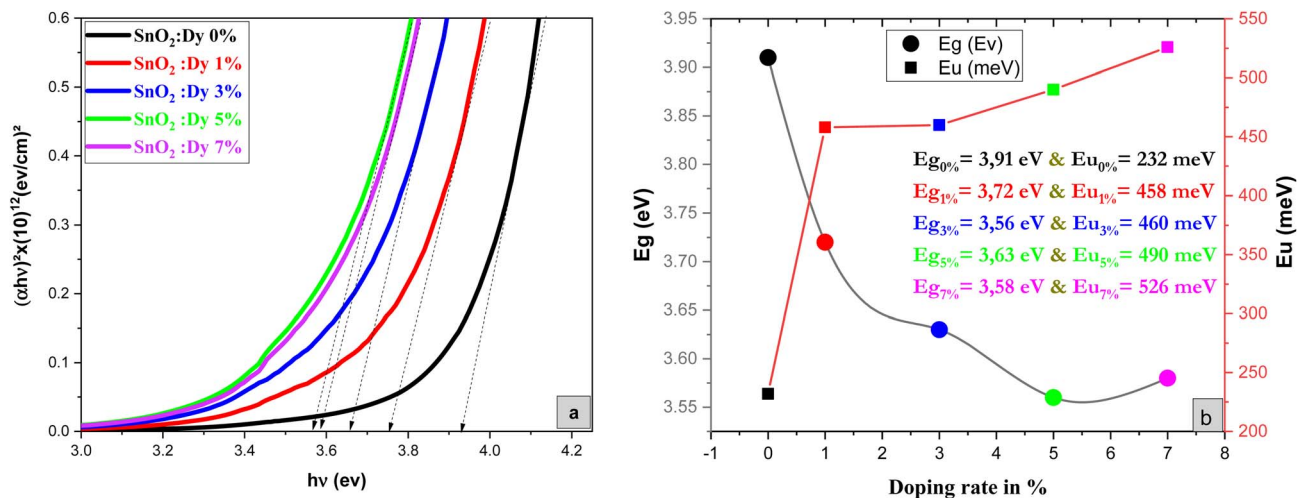 0.6
0.5
0.4
0.3
0.2
0.1
0.0
(αhν)²x(10)¹²(ev/cm)²
SnO₂:Dy 0%
SnO₂ :Dy 1%
SnO₂ :Dy 3%
SnO₂ :Dy 5%
SnO₂ :Dy 7%
a
3.0 3.2 3.4 3.6 3.8 4.0 4.2
hν (ev)
3.95
3.90
3.85
3.80
3.75
3.70
3.65
3.60
3.55
Eg (eV)
Eg (Ev)
Eu (meV)
Eg0%= 3,91 eV & Eu0%= 232 meV
Eg1%= 3,72 eV & Eu1%= 458 meV
Eg3%= 3,56 eV & Eu3%= 460 meV
Eg5%= 3,63 eV & Eu5%= 490 meV
Eg7%= 3,58 eV & Eu7%= 526 meV
b
550
500
450
400
350
300
250
200
Eu (meV)
-1 0 1 2 3 4 5 6 7 8
Doping rate in %